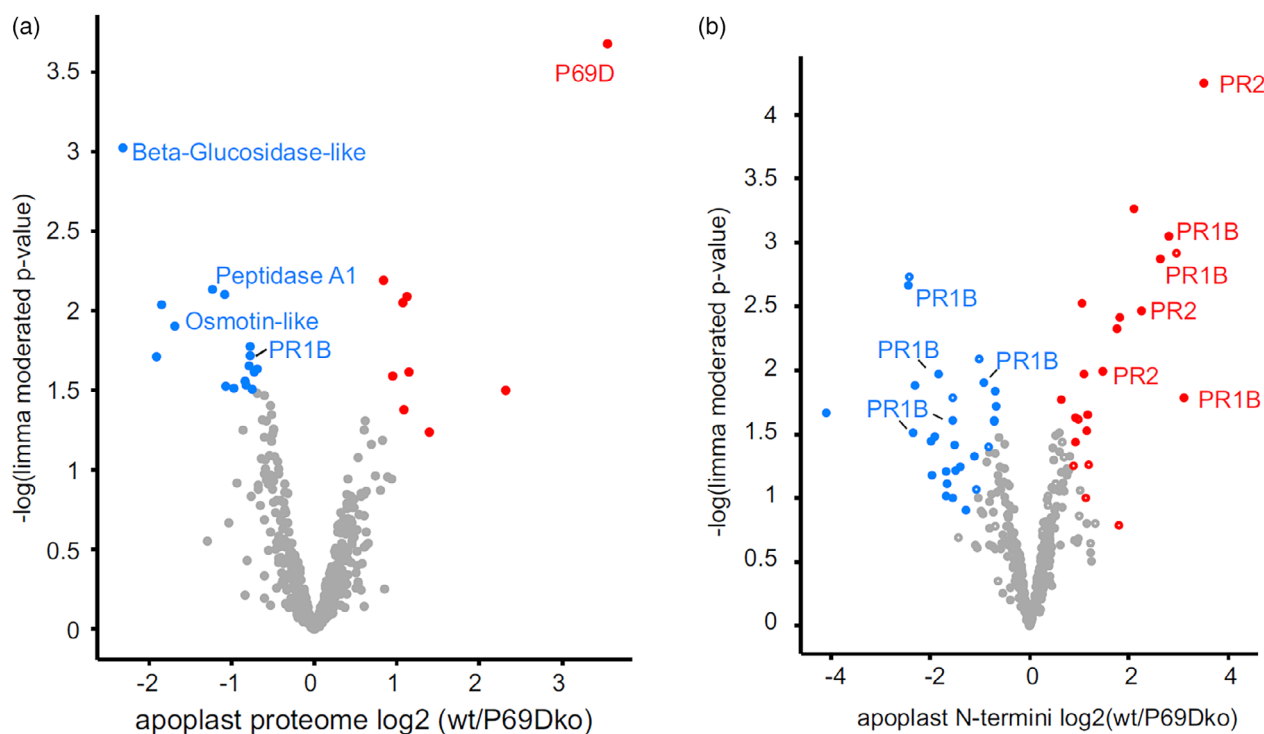 (a)
-log(limma moderated p-value)
3.5
3
2.5
2
1.5
1
0.5
0
P69D
Beta-Glucosidase-like
Peptidase A1
Osmotin-like
PR1B
-2
-1
0
1
2
3
apoplast proteome log2 (wt/P69Dko)
(b)
-log(limma moderated p-value)
4
3.5
3
2.5
2
1.5
1
0.5
0
PR2
PR1B
PR1B
PR1B
PR2
PR1B
PR1B
PR2
PR1B
PR1B
-4
-2
0
2
4
apoplast N-termini log2(wt/P69Dko)